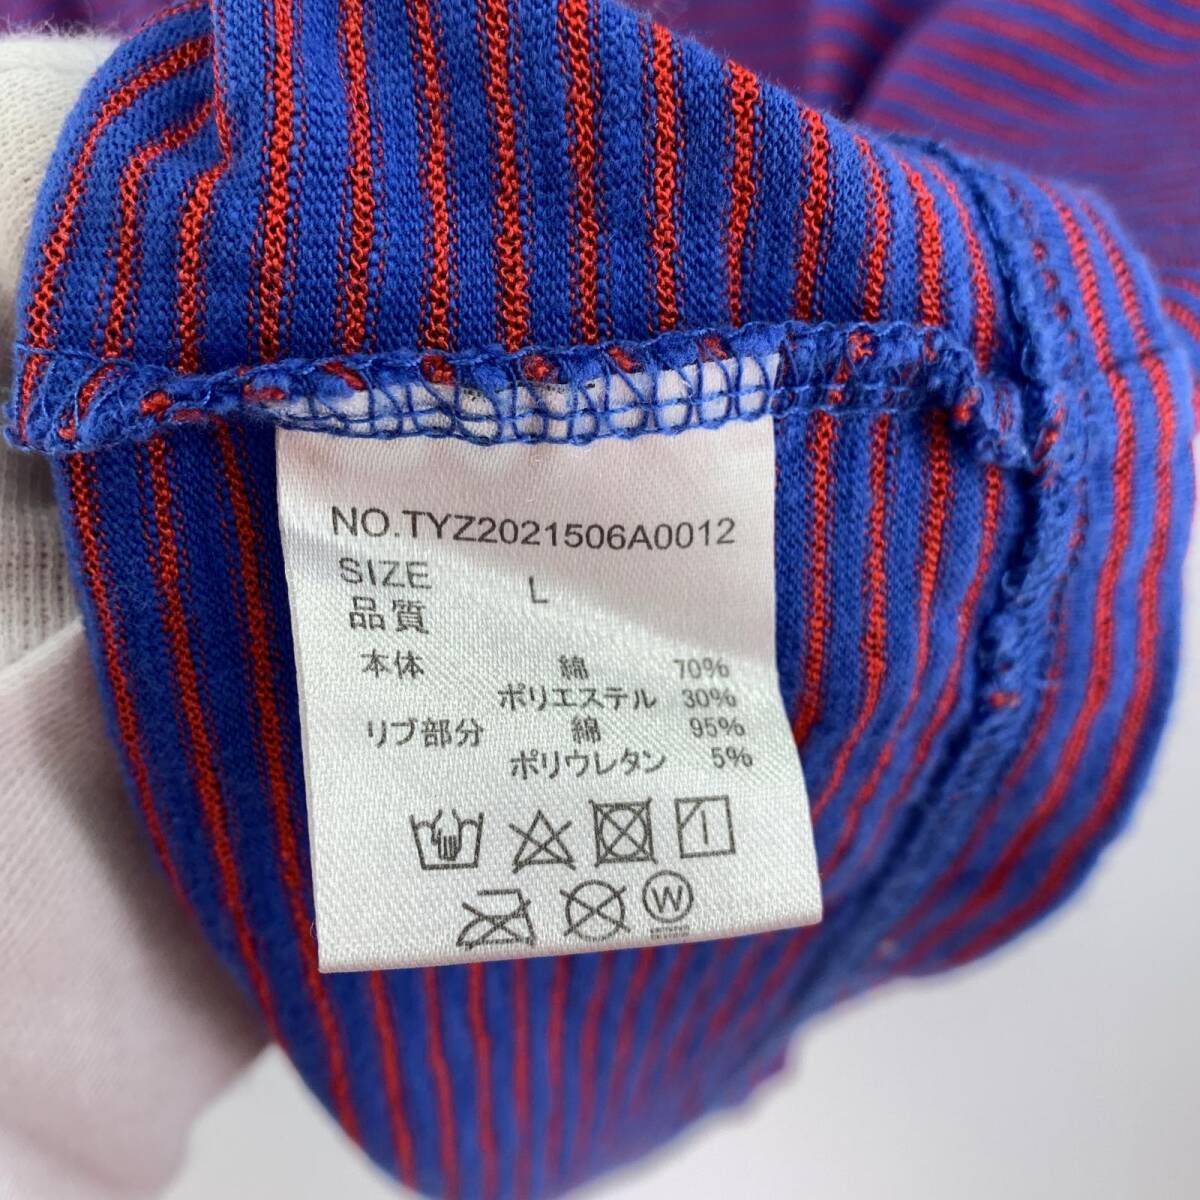 NO.TYZ2021506A0012
SIZE L
品質
本体 綿 70%
ポリエステル 30%
リブ部分 綿 95%
ポリウレタン 5%
W